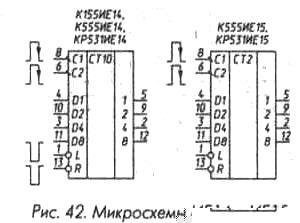 К155ИЕ14,
К555ИЕ14,
КР531ИЕ14
8 C1 CT10
6 C2
4 D1 1 5
10 D2 2 9
3 D4 4 2
11 D8 8 12
1 L
13 R
К555ИЕ15,
КР531ИЕ15
8 C1 CT2
6 C2
4 D1 1 5
10 D2 2 9
3 D4 4 2
11 D8 8 12
1 L
13 R
Рис. 42. Микросхемы